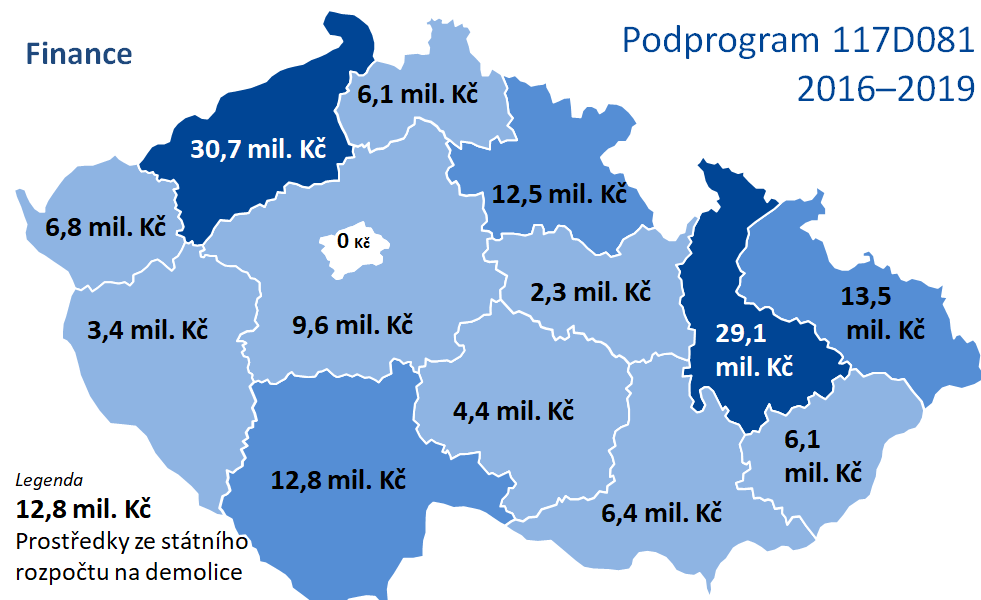 Finance
Podprogram 117D081
2016–2019
6,1 mil. Kč
30,7 mil. Kč
12,5 mil. Kč
6,8 mil. Kč
0 Kč
2,3 mil. Kč
13,5
mil. Kč
3,4 mil. Kč
9,6 mil. Kč
29,1
mil. Kč
4,4 mil. Kč
6,1
mil. Kč
12,8 mil. Kč
6,4 mil. Kč
Legenda
12,8 mil. Kč
Prostředky ze státního
rozpočtu na demolice